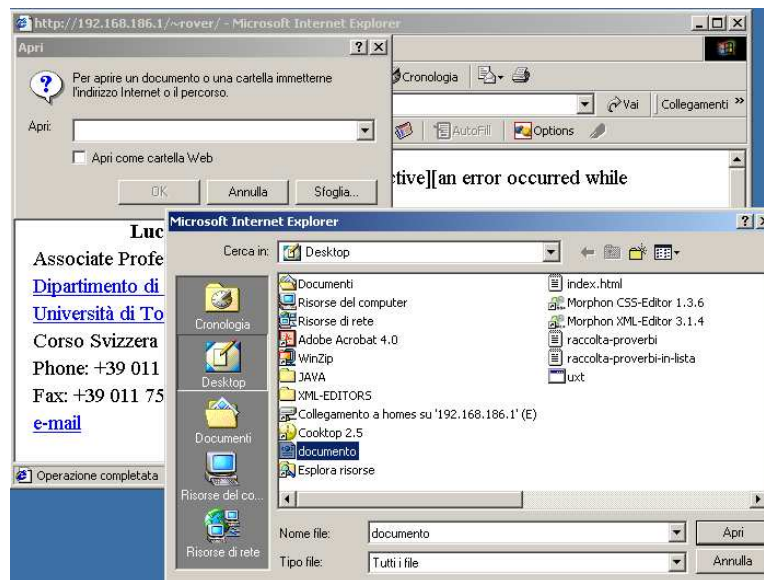 http://192.168.186.1/~rover/ - Microsoft Internet Explorer
Apri
Per aprire un documento o una cartella immetterne
l'indirizzo Internet o il percorso.
Apri:
Apri come cartella Web
OK Annulla Sfoglia...
Cronologia
Vai Collegamenti »
AutoFill Options
ctive][an error occurred while
Luc
Associate Profe
Dipartimento di
Università di To
Corso Svizzera
Phone: +39 011
Fax: +39 011 75
e-mail
Operazione completata
Microsoft Internet Explorer
Cerca in: Desktop
Cronologia
Desktop
Documenti
Risorse del co...
Risorse di rete
Documenti
Risorse del computer
Risorse di rete
Adobe Acrobat 4.0
WinZip
JAVA
XML-EDITORS
Collegamento a homes su '192.168.186.1' (E)
Cooktop 2.5
documento
Esplora risorse
index.html
Morphon CSS-Editor 1.3.6
Morphon XML-Editor 3.1.4
raccolta-proverbi
raccolta-proverbi-in-lista
uxt
Nome file: documento Apri
Tipo file: Tutti i file Annulla